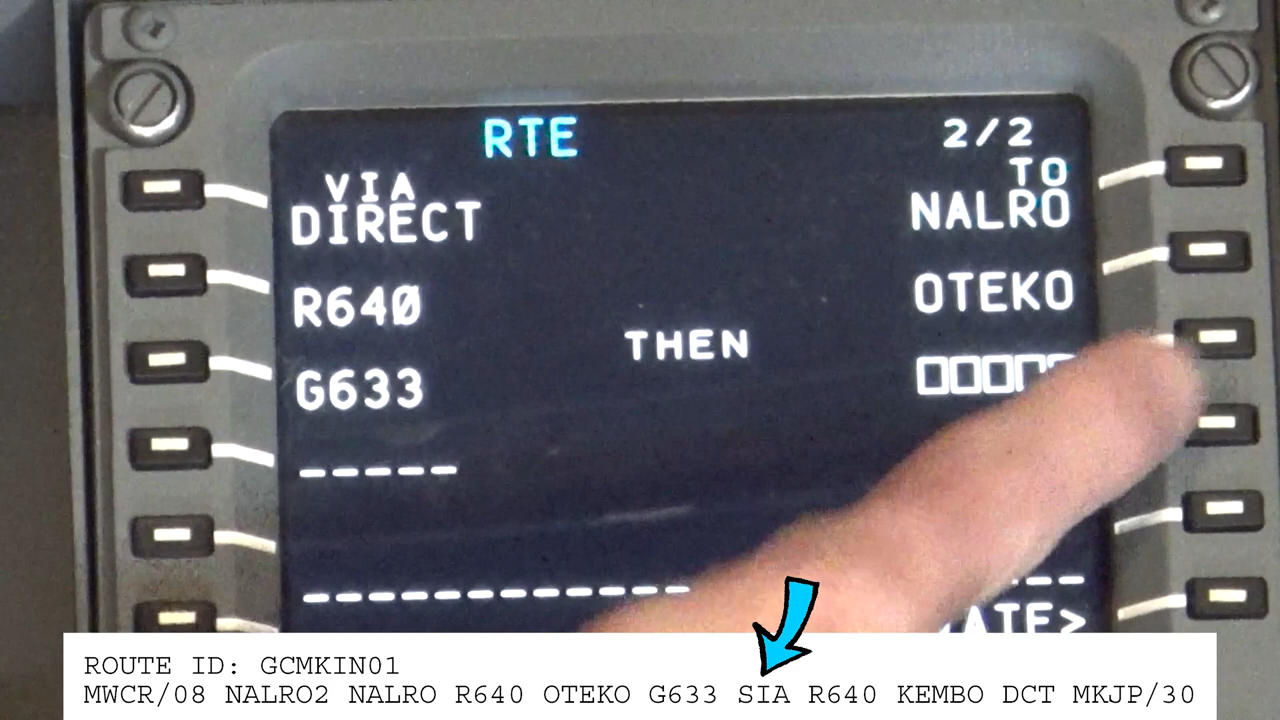 RTE 2/2
VIA TO
DIRECT NALRO
R640 OTEKO
THEN
G633 □□□□□
-----
------------ --
ATE>
ROUTE ID: GCMKIN01
MWCR/08 NALRO2 NALRO R640 OTEKO G633 SIA R640 KEMBO DCT MKJP/30